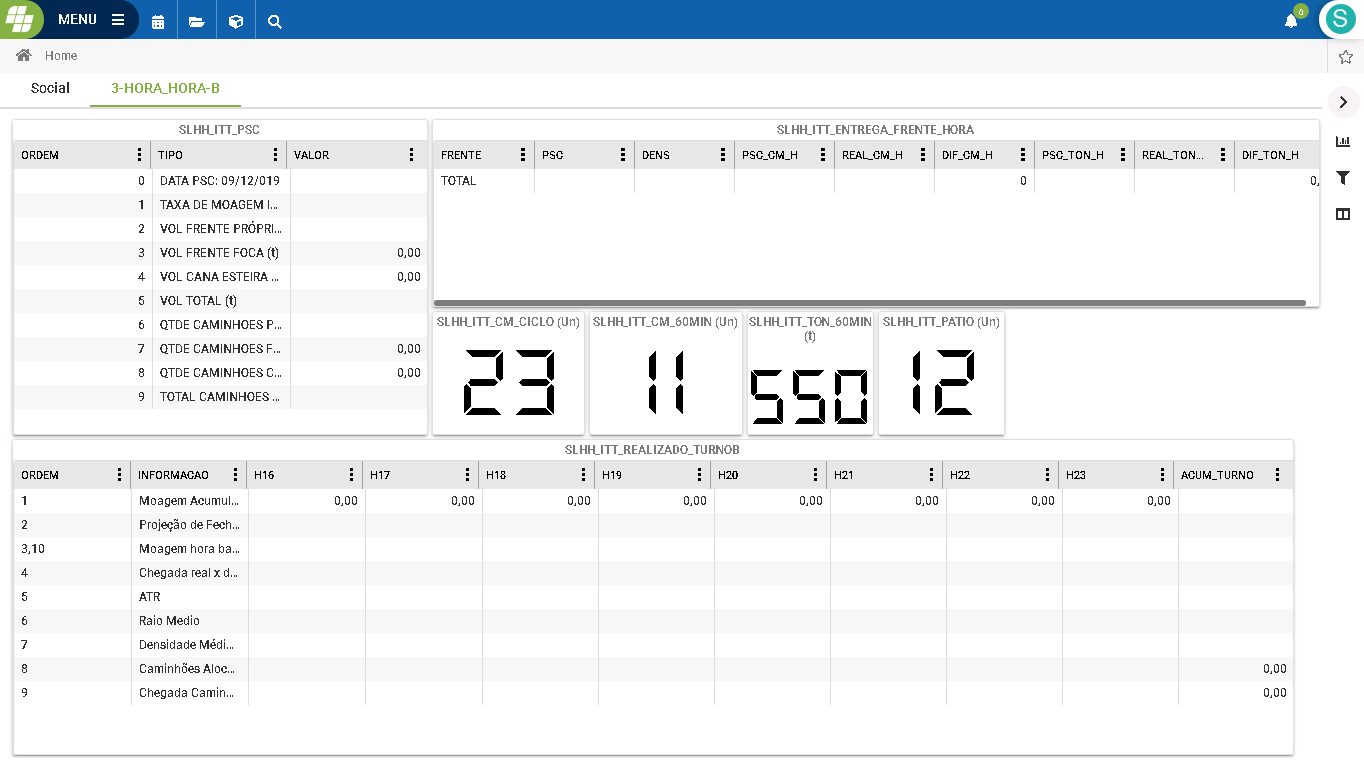 MENU
0
S
Home
Social 3-HORA_HORA-B
SLHH_ITT_PSC
ORDEM TIPO VALOR
0 DATA PSC: 09/12/019
1 TAXA DE MOAGEM I...
2 VOL FRENTE PRÓPRI...
3 VOL FRENTE FOCA (t) 0,00
4 VOL CANA ESTEIRA ... 0,00
5 VOL TOTAL (t)
6 QTDE CAMINHOES P...
7 QTDE CAMINHOES F... 0,00
8 QTDE CAMINHOES C... 0,00
9 TOTAL CAMINHOES ...
SLHH_ITT_ENTREGA_FRENTE_HORA
FRENTE PSC DENS PSC_CM_H REAL_CM_H DIF_CM_H PSC_TON_H REAL_TON... DIF_TON_H
TOTAL 0 0,
SLHH_ITT_CM_CICLO (Un)
23
SLHH_ITT_CM_60MIN (Un)
11
SLHH_ITT_TON_60MIN
(t)
550
SLHH_ITT_PATIO (Un)
12
SLHH_ITT_REALIZADO_TURNOB
ORDEM INFORMACAO H16 H17 H18 H19 H20 H21 H22 H23 ACUM_TURNO
1 Moagem Acumul... 0,00 0,00 0,00 0,00 0,00 0,00 0,00 0,00
2 Projeção de Fech...
3,10 Moagem hora ba...
4 Chegada real x d...
5 ATR
6 Raio Medio
7 Densidade Médi...
8 Caminhões Aloc... 0,00
9 Chegada Camin... 0,00